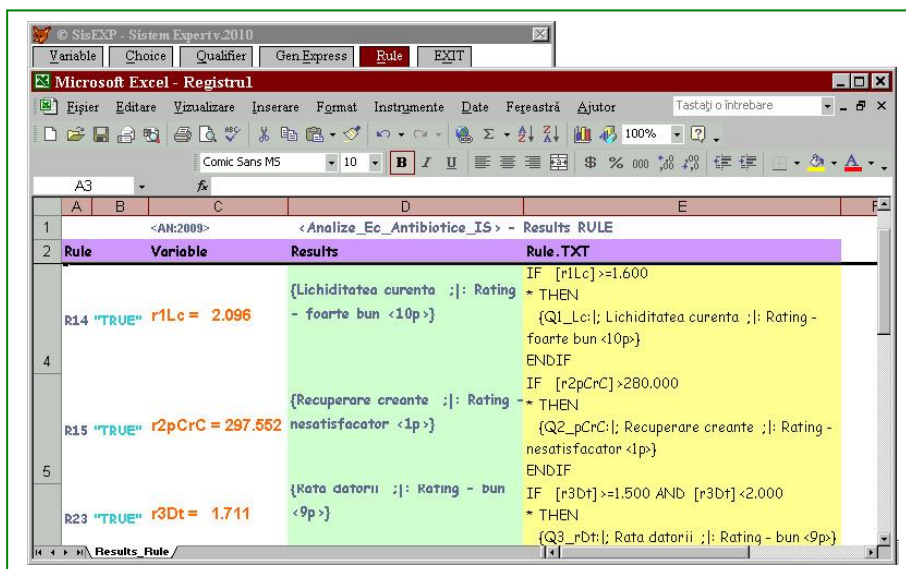 © SisEXP - Sistem Expert v.2010
Variable Choice Qualifier Gen.Express Rule EXIT
Microsoft Excel - Registru1
Fișier Editare Vizualizare Inserare Format Instrumente Date Fereastră Ajutor Tastați o întrebare
100%
Comic Sans MS 10 B I U $ % 000
A3 fx
A B C D E F
1 <AN:2009> <Analize_Ec_Antibiotice_IS> - Results RULE
2 Rule Variable Results Rule.TXT
IF [r1Lc]>=1.600
{Lichiditatea curenta ;|: Rating * THEN
R14 "TRUE" r1Lc = 2.096 - foarte bun <10p>} {Q1_Lc:|; Lichiditatea curenta ;|: Rating -
foarte bun <10p>}
4 ENDIF
IF [r2pCrC]>280.000
{Recuperare creante ;|: Rating - * THEN
R15 "TRUE" r2pCrC = 297.552 nesatisfacator <1p>} {Q2_pCrC:|; Recuperare creante ;|: Rating -
nesatisfacator <1p>}
5 ENDIF
{Rata datorii ;|: Rating - bun IF [r3Dt]>=1.500 AND [r3Dt]<2.000
R23 "TRUE" r3Dt = 1.711 <9p>} * THEN
{Q3_rDt:|; Rata datorii ;|: Rating - bun <9p>}
Results_Rule